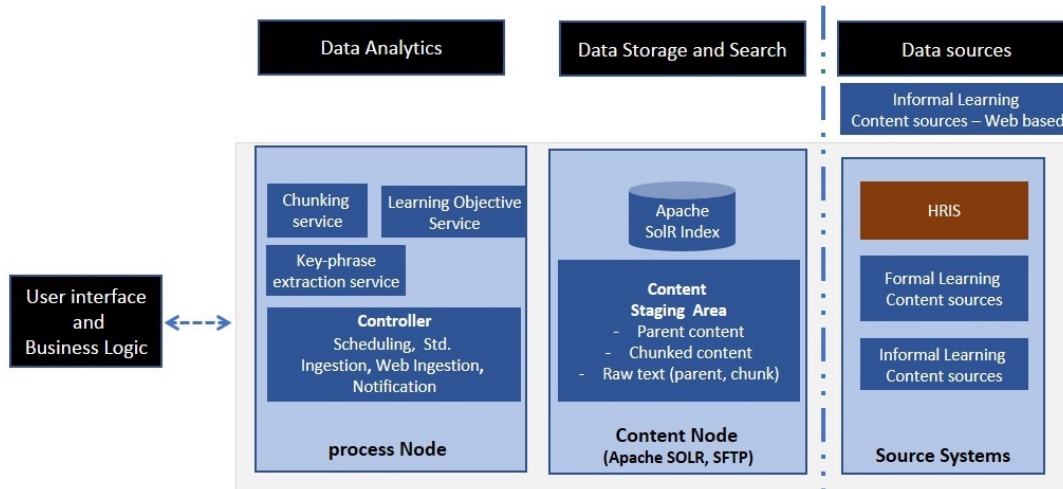 Data Analytics
Data Storage and Search
Data sources
Informal Learning
Content sources – Web based
Chunking
service
Learning Objective
Service
Key-phrase
extraction service
Controller
Scheduling, Std.
Ingestion, Web Ingestion,
Notification
process Node
Apache
SolR Index
Content
Staging Area
- Parent content
- Chunked content
- Raw text (parent, chunk)
Content Node
(Apache SOLR, SFTP)
HRIS
Formal Learning
Content sources
Informal Learning
Content sources
Source Systems
User interface
and
Business Logic